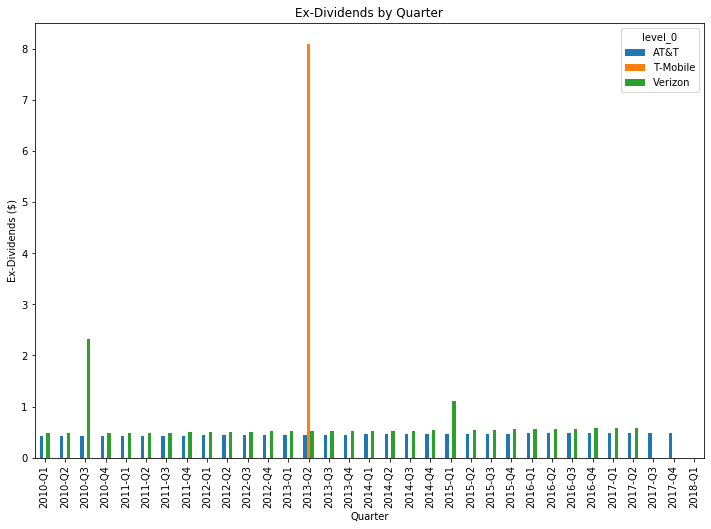 Ex-Dividends by Quarter
level_0
AT&T
T-Mobile
Verizon
Ex-Dividends ($)
8
7
6
5
4
3
2
1
0
2010-Q1
2010-Q2
2010-Q3
2010-Q4
2011-Q1
2011-Q2
2011-Q3
2011-Q4
2012-Q1
2012-Q2
2012-Q3
2012-Q4
2013-Q1
2013-Q2
2013-Q3
2013-Q4
2014-Q1
2014-Q2
2014-Q3
2014-Q4
2015-Q1
2015-Q2
2015-Q3
2015-Q4
2016-Q1
2016-Q2
2016-Q3
2016-Q4
2017-Q1
2017-Q2
2017-Q3
2017-Q4
2018-Q1
Quarter